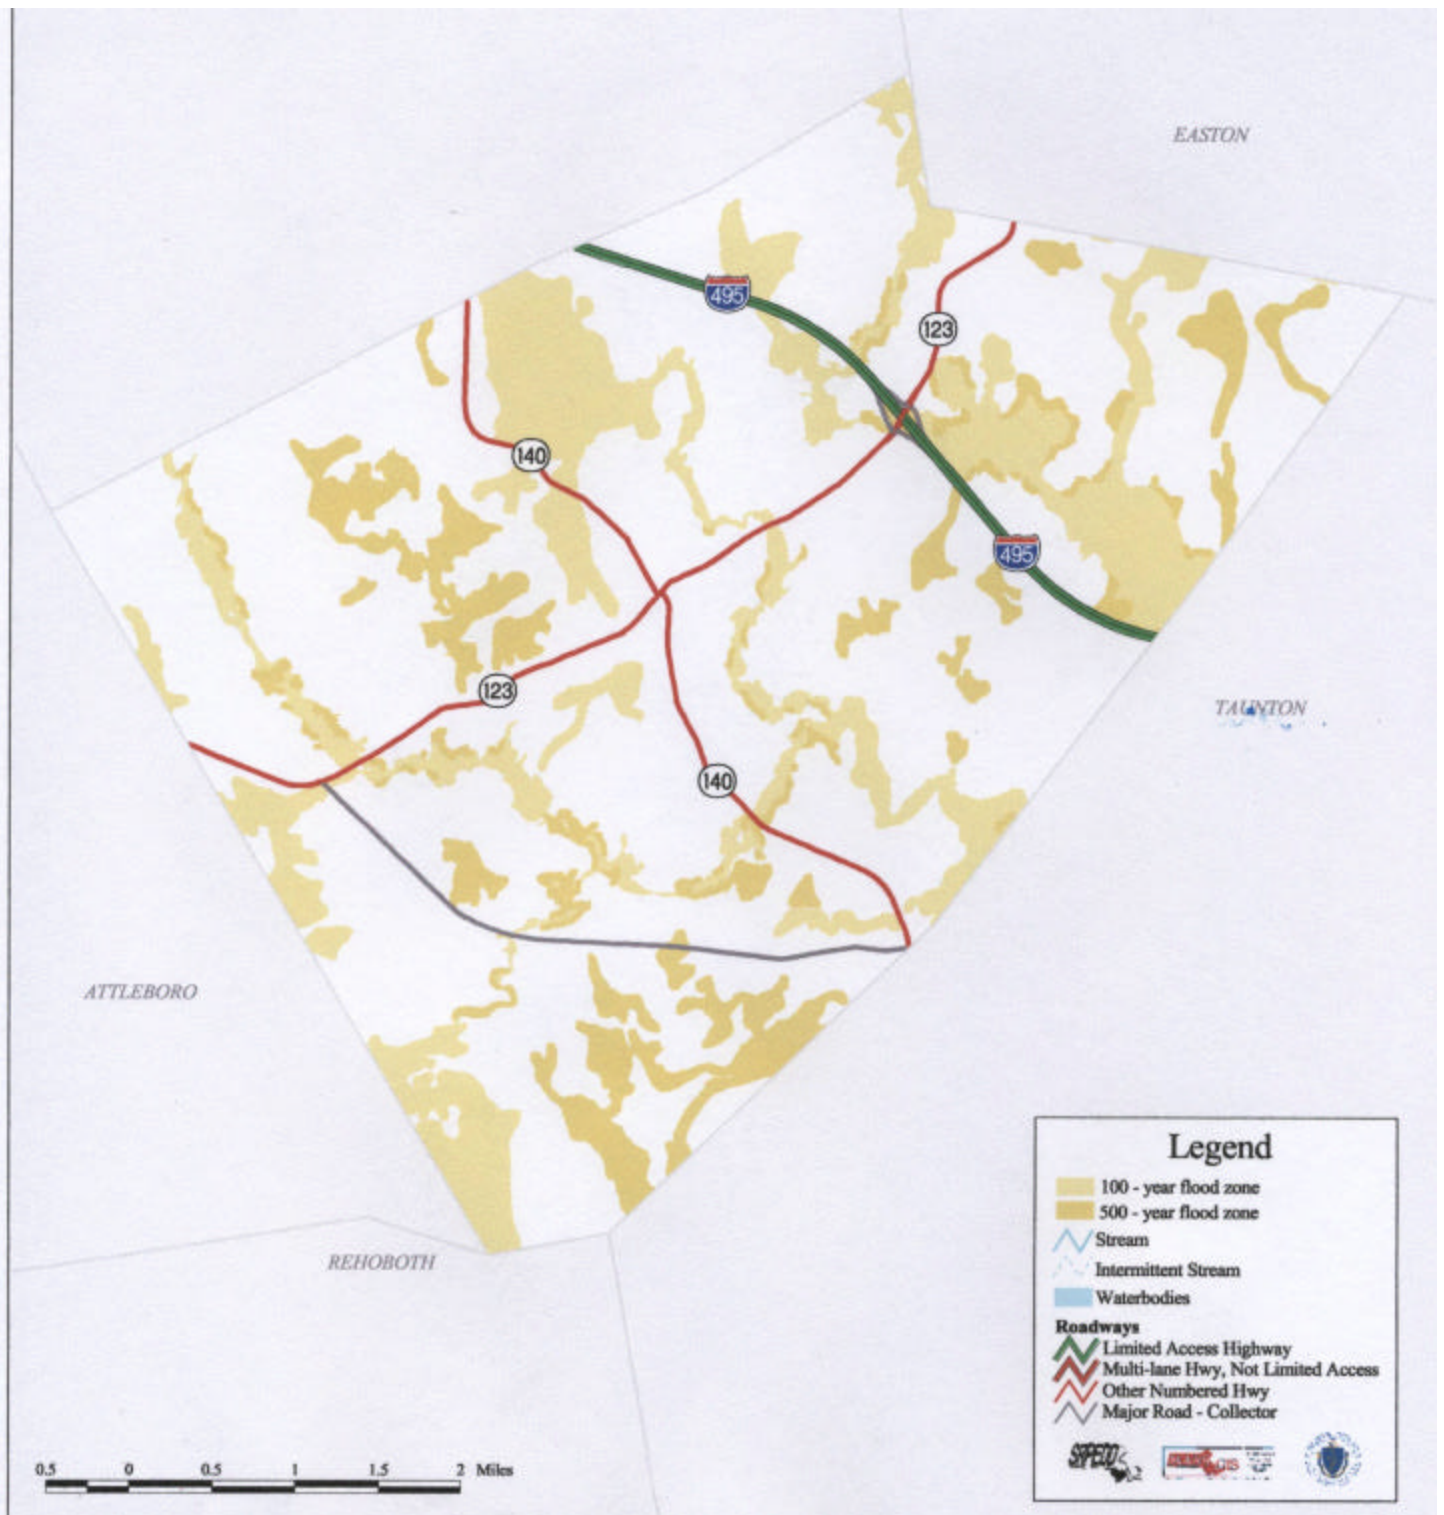 EASTON
495
123
140
495
123
TAUNTON
140
ATTLEBORO
REHOBOTH
Legend
100 - year flood zone
500 - year flood zone
Stream
Intermittent Stream
Waterbodies
Roadways
Limited Access Highway
Multi-lane Hwy, Not Limited Access
Other Numbered Hwy
Major Road - Collector
GIS
0.5 0 0.5 1 1.5 2 Miles